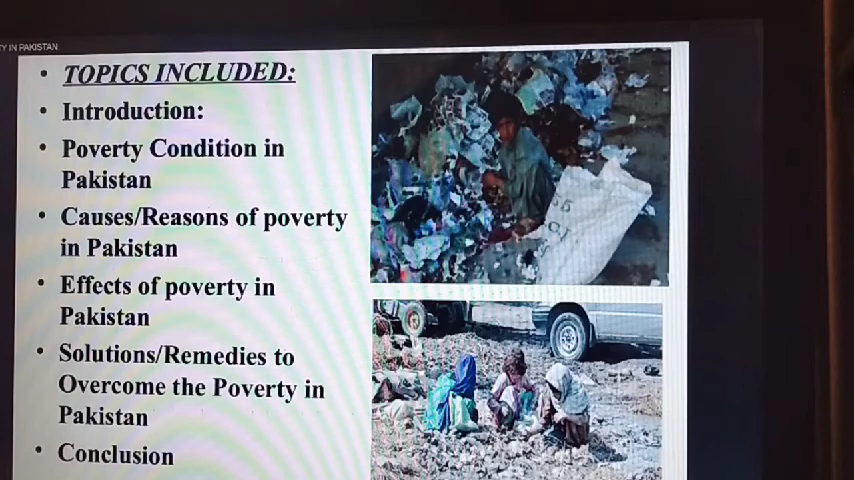 TY IN PAKISTAN
• TOPICS INCLUDED:
• Introduction:
• Poverty Condition in
Pakistan
• Causes/Reasons of poverty
in Pakistan
• Effects of poverty in
Pakistan
• Solutions/Remedies to
Overcome the Poverty in
Pakistan
• Conclusion